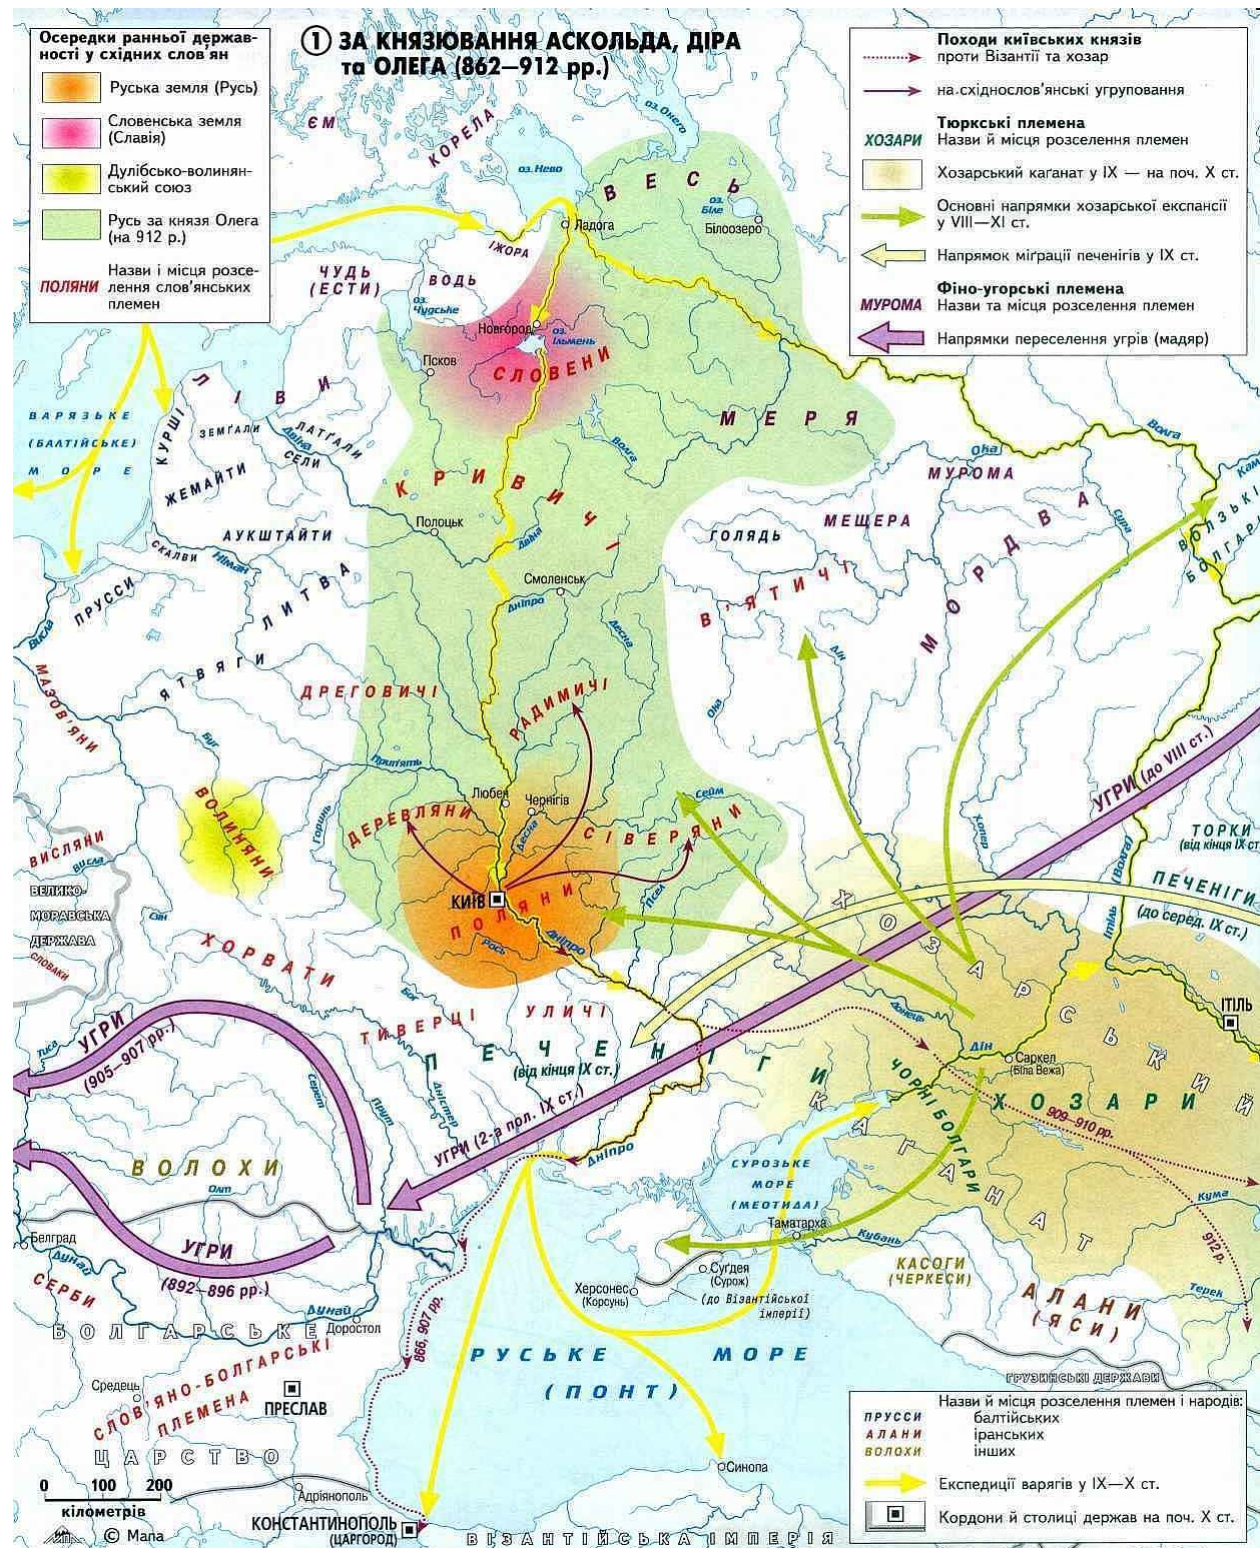 Осередки ранньої держав-
ності у східних слов'ян
Руська земля (Русь)
Словенська земля
(Славія)
Дулібсько-волинян-
ський союз
Русь за князя Олега
(на 912 р.)
ПОЛЯНИ
Назви і місця розсе-
лення слов'янських
племен
1 ЗА КНЯЗЮВАННЯ АСКОЛЬДА, ДІРА
та ОЛЕГА (862—912 рр.)
Походи київських князів
проти Візантії та хозар
на східнослов'янські угруповання
Тюркські племена
ХОЗАРИ
Назви й місця розселення племен
Хозарський каганат у IX — на поч. X ст.
Основні напрямки хозарської експансії
у VIII—XI ст.
Напрямок міграції печенігів у IX ст.
Фіно-угорські племена
МУРОМА
Назви та місця розселення племен
Напрямки переселення угрів (мадяр)
ЄМ
КОРЕЛА
оз. Онего
оз. Нево
ВЕСЬ
оз.
Біле
Білоозеро
Ладога
ІЖОРА
ЧУДЬ
(ЕСТИ)
ВОДЬ
оз.
Чудське
Новгород
оз.
Ільмень
Псков
СЛОВЕНИ
ЛІВИ
ВАРЯЗЬКЕ
(БАЛТІЙСЬКЕ)
МОРЕ
КУРШІ
ЗЕМГАЛИ
ЛАТГАЛИ
Двіна
СЕЛИ
МЕРЯ
Волга
Волга
Ока
Кам
МУРОМА
ЖЕМАЙТИ
КРИВИЧІ
Полоцьк
АУКШТАЙТИ
СКАЛВИ
Німан
ГОЛЯДЬ
МЕЩЕРА
МОРДВА
Сура
ВОЛЗЬКІ
БОЛГАР
Двіна
Смоленськ
Дніпро
Десна
ПРУССИ
ЛИТВА
В'ЯТИЧІ
Висла
ЯТВЯГИ
Дін
МАЗОВ'ЯНИ
ДРЕГОВИЧІ
РАДИМИЧІ
Ока
Буг
Прип'ять
УГРИ (до VIII ст.)
ВОЛИНЯНИ
Горинь
Любеч
Чернігів
Десна
ДЕРЕВЛЯНИ
Сейм
СІВЕРЯНИ
Хопер
(Волга)
ТОРКИ
(від кінця IX ст
ВИСЛЯНИ
Висла
ВЕЛИКО-
МОРАВСЬКА
ДЕРЖАВА
СЛОВАКИ
Сян
КИЇВ
ПОЛЯНИ
Псел
Рось
Дніпро
ПЕЧЕНІГИ
(до серед. IX ст.)
Ітіль
ХОРВАТИ
Бог
ТИВЕРЦІ
УЛИЧІ
ХОЗАРСЬКИЙ
Донець
ІТІЛЬ
УГРИ
(905—907 рр.)
Тиса
ПЕЧЕНІГИ
(від кінця IX ст.)
Дін
Саркел
(Біла Вежа)
Серет
Прут
Дністер
УГРИ (2-а пол. IX ст.)
ЧОРНІ БОЛГАРИ
ХОЗАРИ
КАГАНАТ
909—910 рр.
ВОЛОХИ
Олт
Дніпро
СУРОЗЬКЕ
МОРЕ
(МЕОТИДА)
Таматарха
Кубань
Кума
912 р.
Белград
Дунай
УГРИ
(892—896 рр.)
СЕРБИ
Дунай
Доростол
Сугдея
(Сурож)
Херсонес
(Корсунь)
(до Візантійської
імперії)
КАСОГИ
(ЧЕРКЕСИ)
АЛАНИ
(ЯСИ)
Терек
БОЛГАРСЬКЕ
866, 907 рр.
РУСЬКЕ МОРЕ
(ПОНТ)
ГРУЗИНСЬКІ ДЕРЖАВИ
Средець
СЛОВ'ЯНО-БОЛГАРСЬКІ
ПЛЕМЕНА
ПРЕСЛАВ
ЦАРСТВО
Синопа
Адріянополь
КОНСТАНТИНОПОЛЬ
(ЦАРГОРОД)
ВІЗАНТІЙСЬКА ІМПЕРІЯ
0 100 200
кілометрів
© Мапа
Назви й місця розселення племен і народів:
ПРУССИ балтійських
АЛАНИ іранських
ВОЛОХИ інших
Експедиції варягів у IX—X ст.
Кордони й столиці держав на поч. X ст.